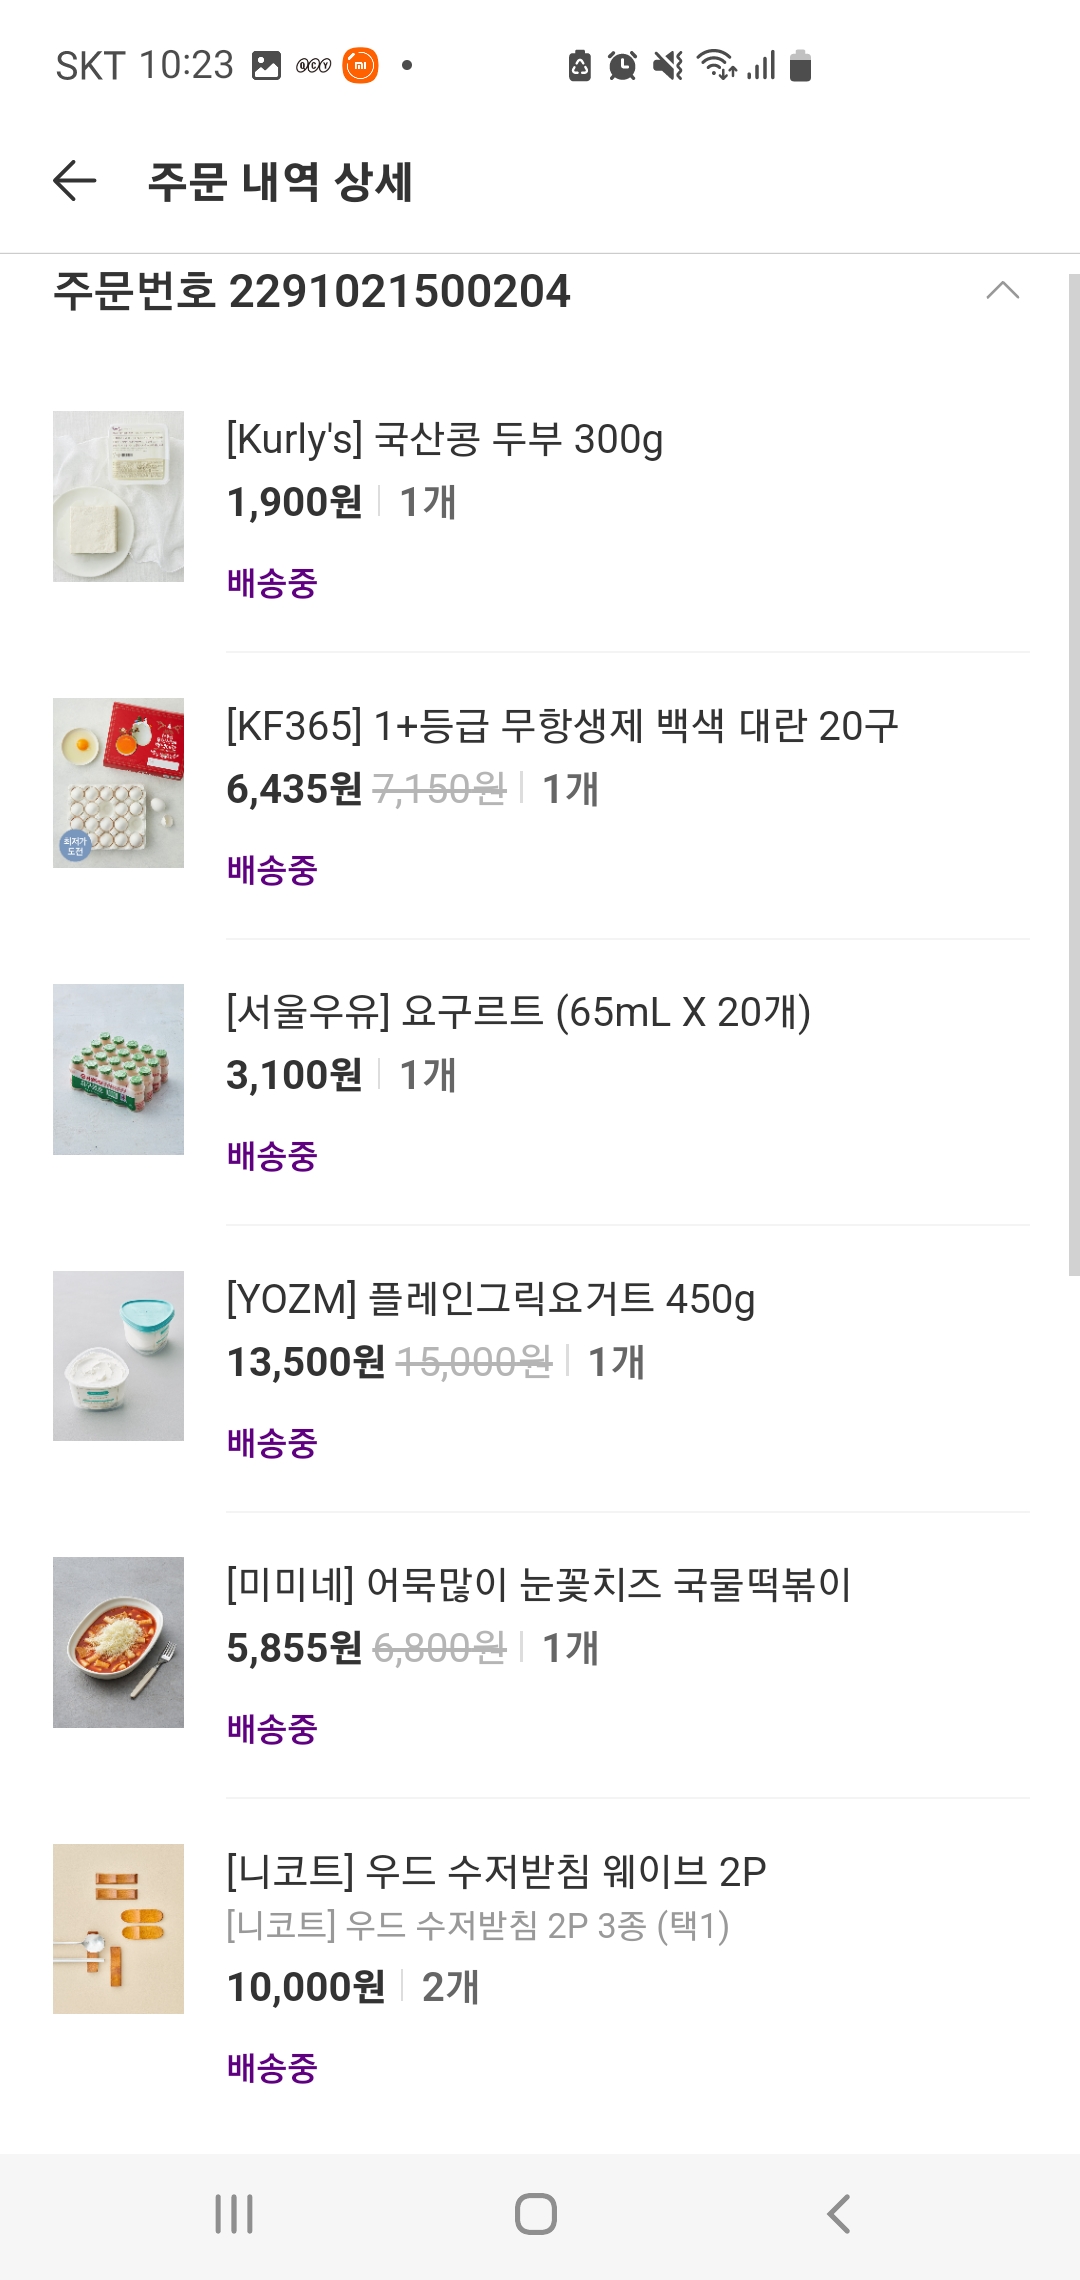 SKT 10:23
주문 내역 상세
주문번호 2291021500204
[Kurly's] 국산콩 두부 300g
1,900원 1개
배송중
[KF365] 1+등급 무항생제 백색 대란 20구
6,435원 7,150원 1개
최저가
도전
배송중
[서울우유] 요구르트 (65mL X 20개)
3,100원 1개
배송중
[YOZM] 플레인그릭요거트 450g
13,500원 15,000원 1개
배송중
[미미네] 어묵많이 눈꽃치즈 국물떡볶이
5,855원 6,800원 1개
배송중
[니코트] 우드 수저받침 웨이브 2P
[니코트] 우드 수저받침 2P 3종 (택1)
10,000원 2개
배송중